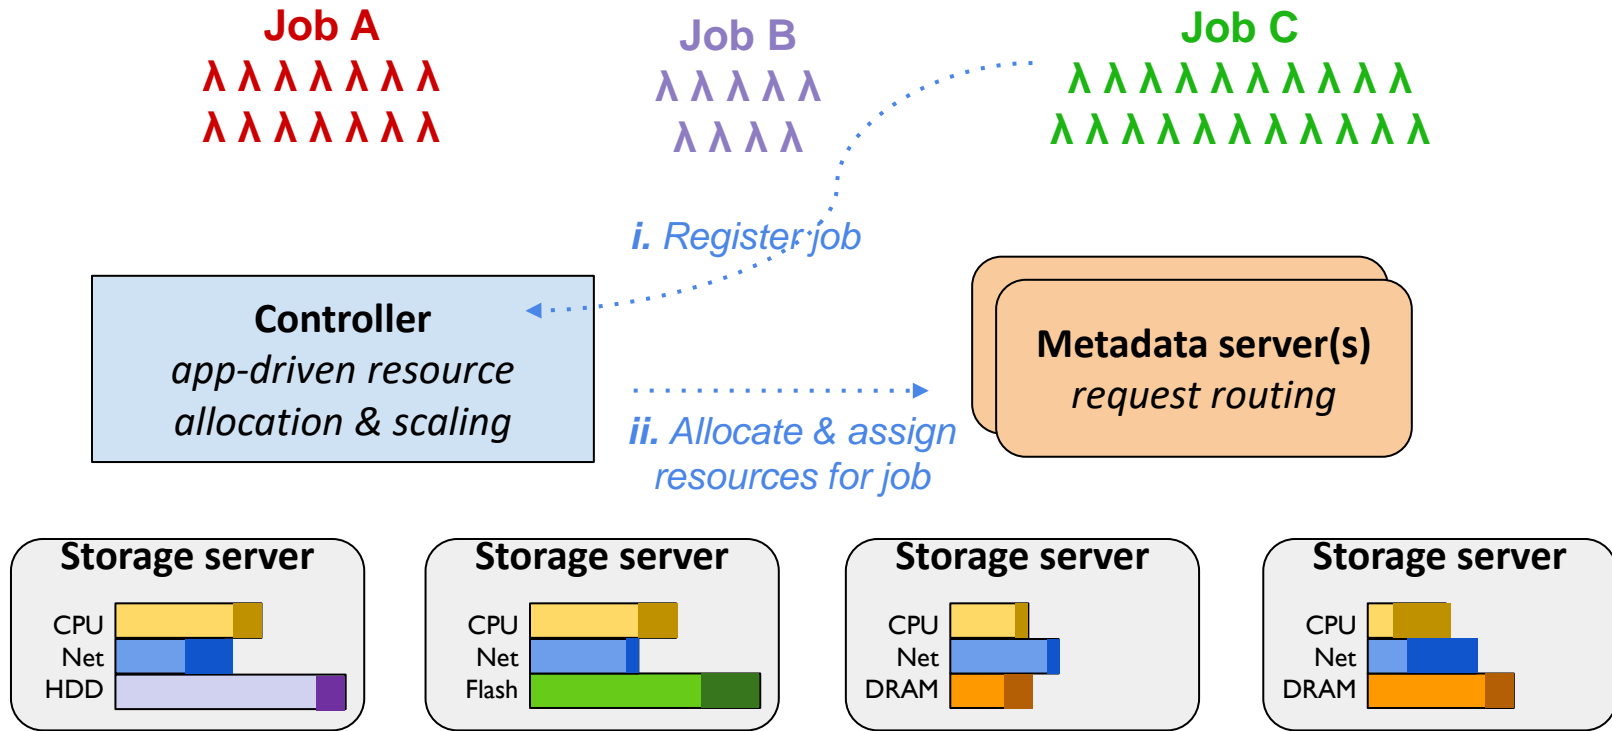 Job A
λ λ λ λ λ λ λ
λ λ λ λ λ λ λ
Job B
λ λ λ λ λ
λ λ λ λ
Job C
λ λ λ λ λ λ λ λ λ λ
λ λ λ λ λ λ λ λ λ λ λ
i. Register job
Controller
app-driven resource
allocation & scaling
ii. Allocate & assign
resources for job
Metadata server(s)
request routing
Storage server
CPU
Net
HDD
Storage server
CPU
Net
Flash
Storage server
CPU
Net
DRAM
Storage server
CPU
Net
DRAM